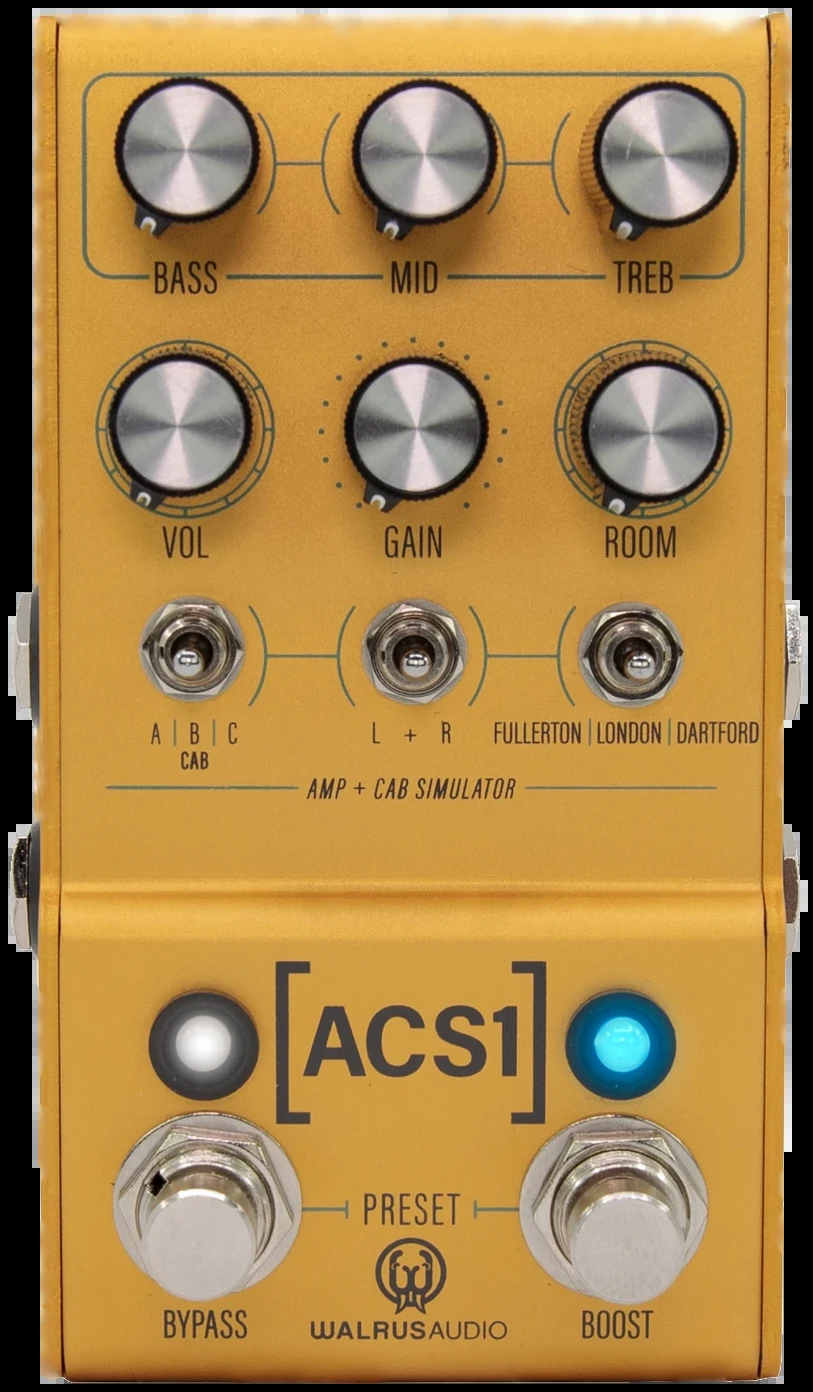 BASS MID TREB
VOL GAIN ROOM
A | B | C L + R FULLERTON | LONDON | DARTFORD
CAB
AMP + CAB SIMULATOR
[ACS1]
PRESET
BYPASS WALRUSAUDIO BOOST